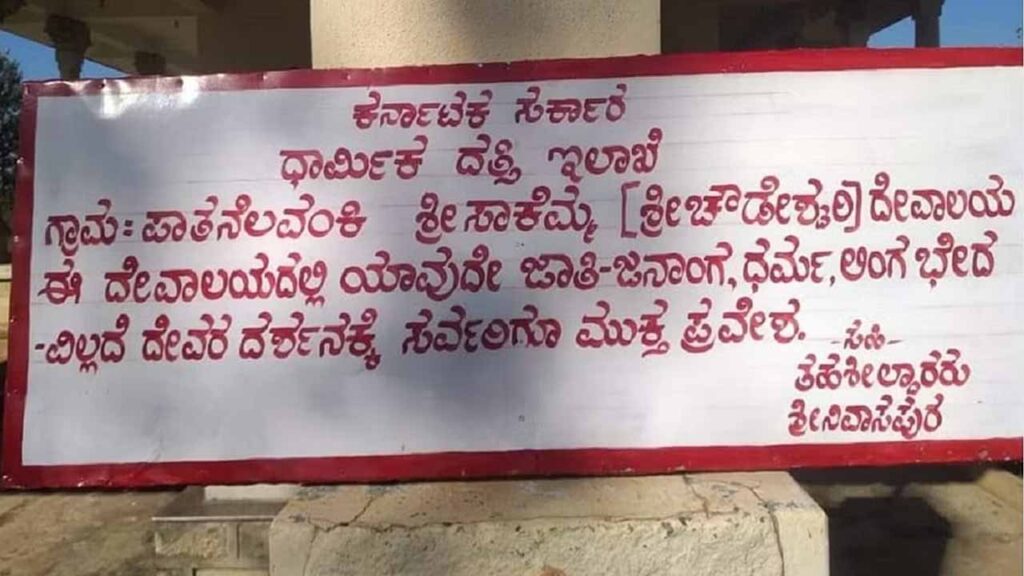 ಕರ್ನಾಟಕ ಸರ್ಕಾರ
ಧಾರ್ಮಿಕ ದತ್ತಿ ಇಲಾಖೆ
ಗ್ರಾಮ: ಪಾತನೆಲವಂಕಿ ಶ್ರೀ ಸಾಕೆಮ್ಮ [ಶ್ರೀ ಚೌಡೇಶ್ವರಿ] ದೇವಾಲಯ
ಈ ದೇವಾಲಯದಲ್ಲಿ ಯಾವುದೇ ಜಾತಿ-ಜನಾಂಗ, ಧರ್ಮ, ಲಿಂಗ ಭೇದ
-ವಿಲ್ಲದೆ ದೇವರ ದರ್ಶನಕ್ಕೆ ಸರ್ವರಿಗೂ ಮುಕ್ತ ಪ್ರವೇಶ.
-ಸಹಿ-
ತಹಶೀಲ್ದಾರರು
ಶ್ರೀನಿವಾಸಪುರ